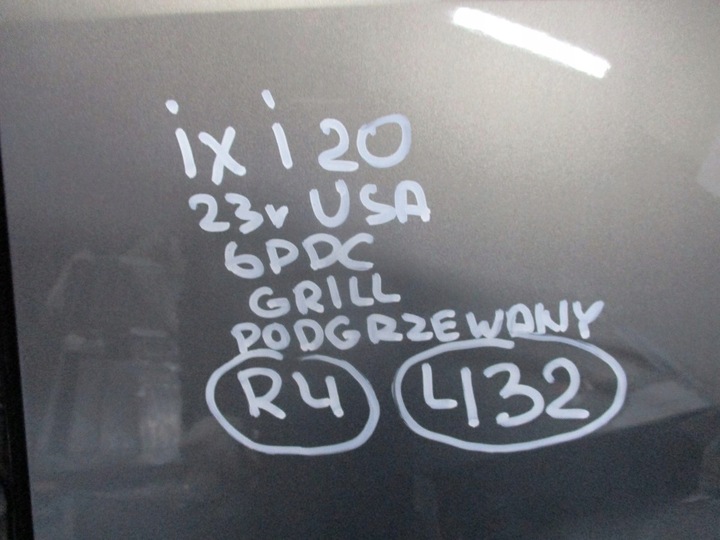 ix i20
23r USA
6PDC
GRILL
PODGRZEWANY
R4 L132